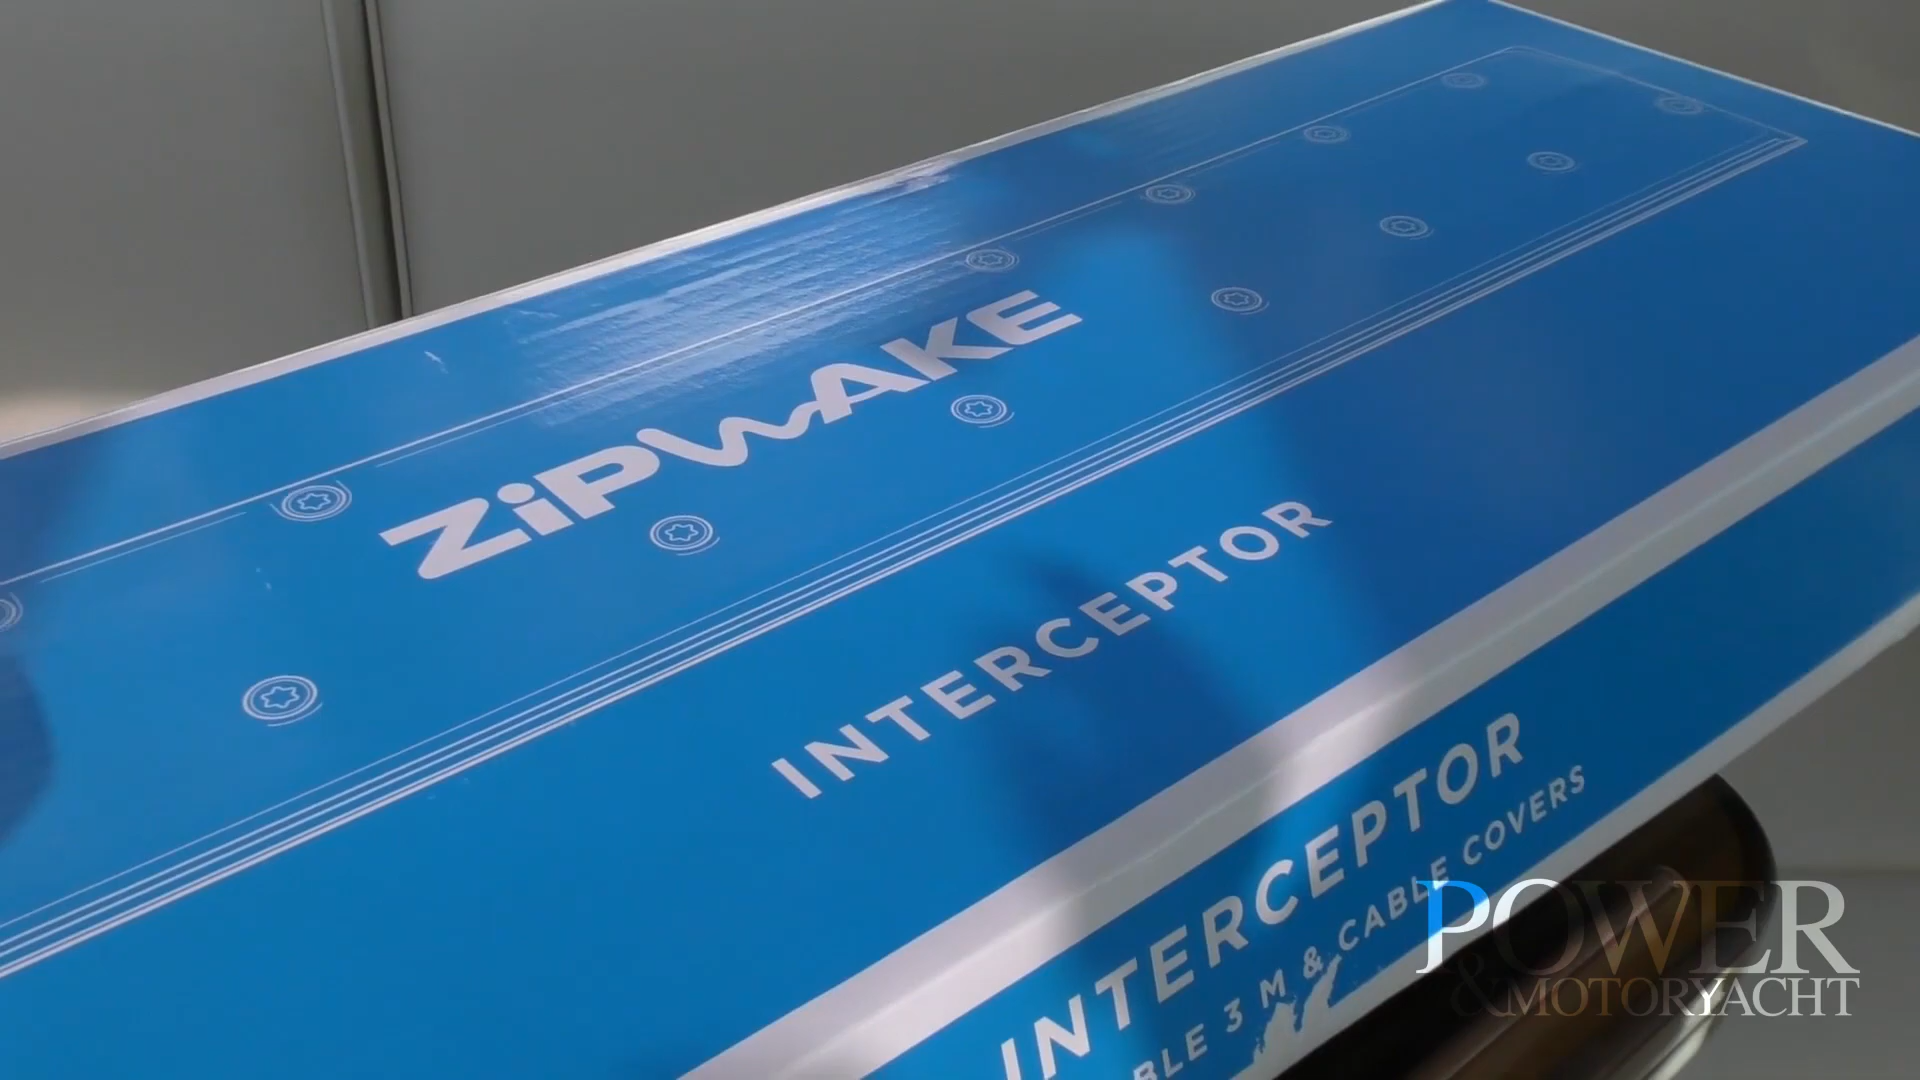 ZiPWAKE
INTERCEPTOR
INTERCEPTOR
3 M & CABLE COVERS
POWER
& MOTORYACHT